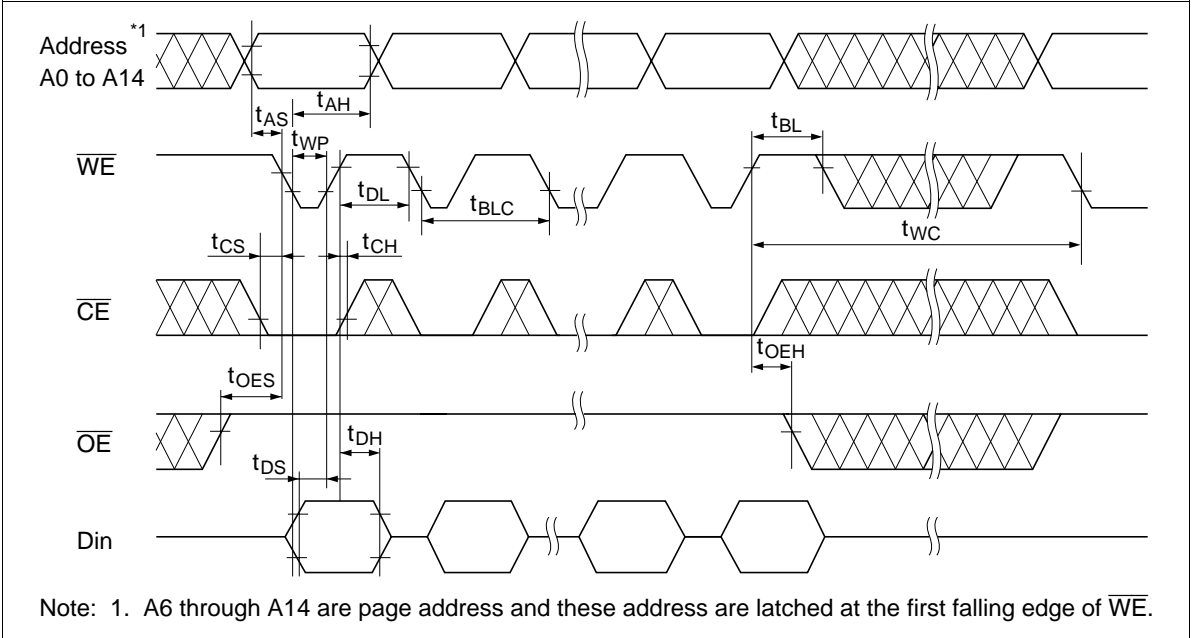 Address *1
A0 to A14
tAS
tAH
tWP
tBL
WE
tDL
tBLC
tWC
tCS
tCH
CE
tOEH
tOES
OE
tDH
tDS
Din
Note: 1. A6 through A14 are page address and these address are latched at the first falling edge of WE.